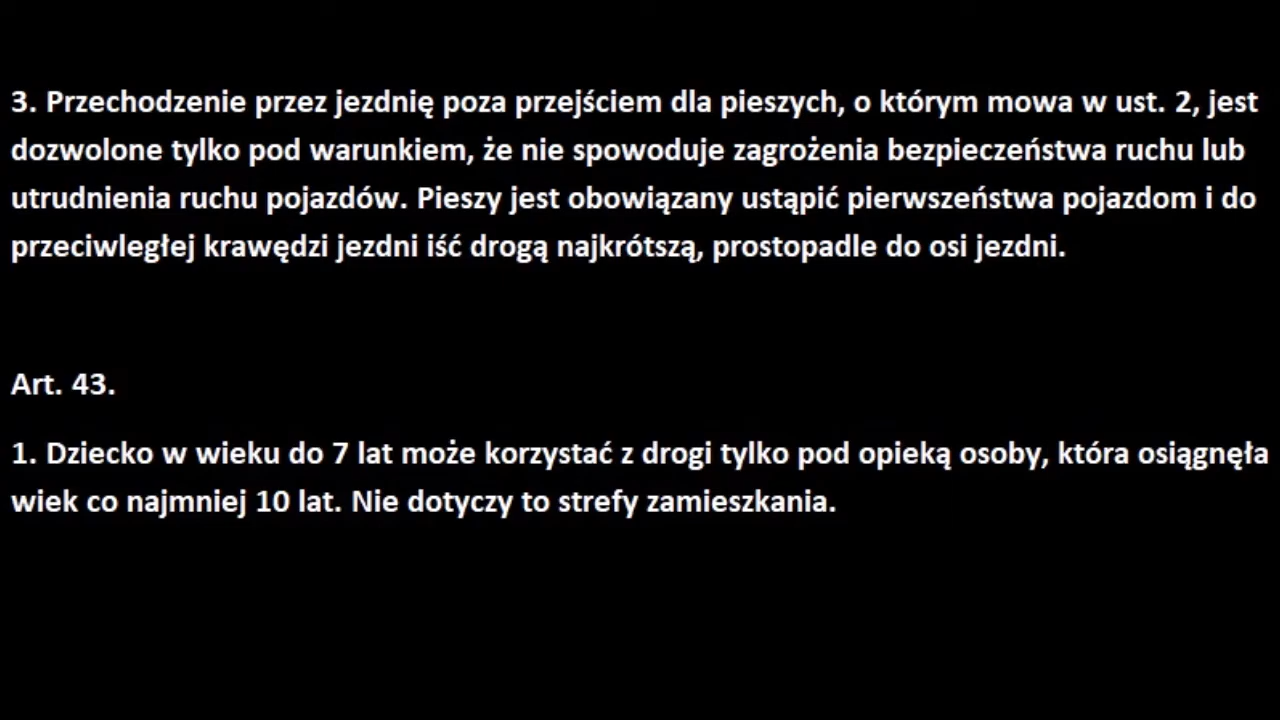 3. Przechodzenie przez jezdnię poza przejściem dla pieszych, o którym mowa w ust. 2, jest
dozwolone tylko pod warunkiem, że nie spowoduje zagrożenia bezpieczeństwa ruchu lub
utrudnienia ruchu pojazdów. Pieszy jest obowiązany ustąpić pierwszeństwa pojazdom i do
przeciwległej krawędzi jezdni iść drogą najkrótszą, prostopadle do osi jezdni.
Art. 43.
1. Dziecko w wieku do 7 lat może korzystać z drogi tylko pod opieką osoby, która osiągnęła
wiek co najmniej 10 lat. Nie dotyczy to strefy zamieszkania.